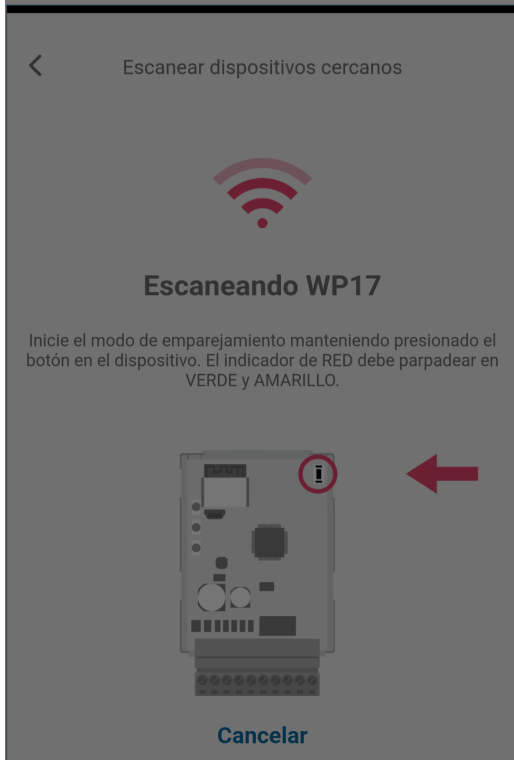 Escanear dispositivos cercanos
Escaneando WP17
Inicie el modo de emparejamiento manteniendo presionado el
botón en el dispositivo. El indicador de RED debe parpadear en
VERDE y AMARILLO.
Cancelar